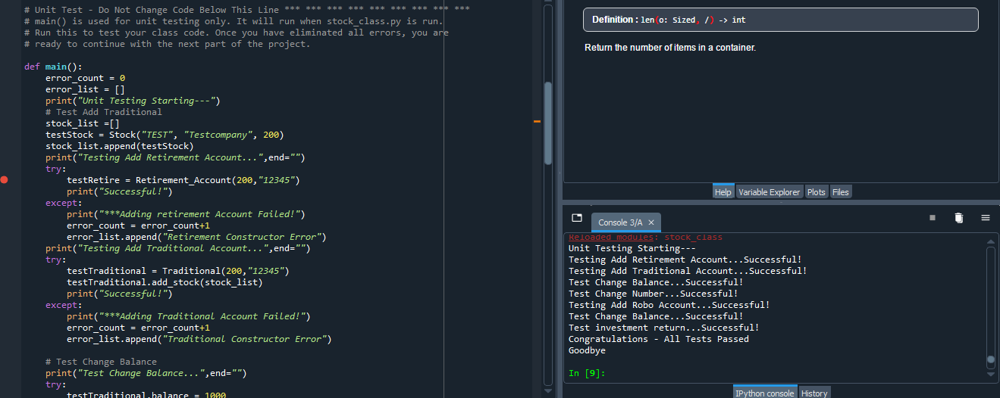 # Unit Test - Do Not Change Code Below This Line *** *** *** *** *** *** *** *** ***
# main() is used for unit testing only. It will run when stock_class.py is run.
# Run this to test your class code. Once you have eliminated all errors, you are
# ready to continue with the next part of the project.
def main():
error_count = 0
error_list = []
print("Unit Testing Starting---")
# Test Add Traditional
stock_list =[]
testStock = Stock("TEST", "Testcompany", 200)
stock_list.append(testStock)
print("Testing Add Retirement Account...",end="")
try:
testRetire = Retirement_Account(200,"12345")
print("Successful!")
except:
print("***Adding retirement Account Failed!")
error_count = error_count+1
error_list.append("Retirement Constructor Error")
print("Testing Add Traditional Account...",end="")
try:
testTraditional = Traditional(200,"12345")
testTraditional.add_stock(stock_list)
print("Successful!")
except:
print("***Adding Traditional Account Failed!")
error_count = error_count+1
error_list.append("Traditional Constructor Error")
# Test Change Balance
print("Test Change Balance...",end="")
try:
testTraditional.balance = 1000
Definition : len(o: Sized, /) -> int
Return the number of items in a container.
Help Variable Explorer Plots Files
Console 3/A ×
Reloaded modules: stock_class
Unit Testing Starting---
Testing Add Retirement Account...Successful!
Testing Add Traditional Account...Successful!
Test Change Balance...Successful!
Test Change Number...Successful!
Testing Add Robo Account...Successful!
Test Change Balance...Successful!
Test investment return...Successful!
Congratulations - All Tests Passed
Goodbye
In [9]:
IPython console History